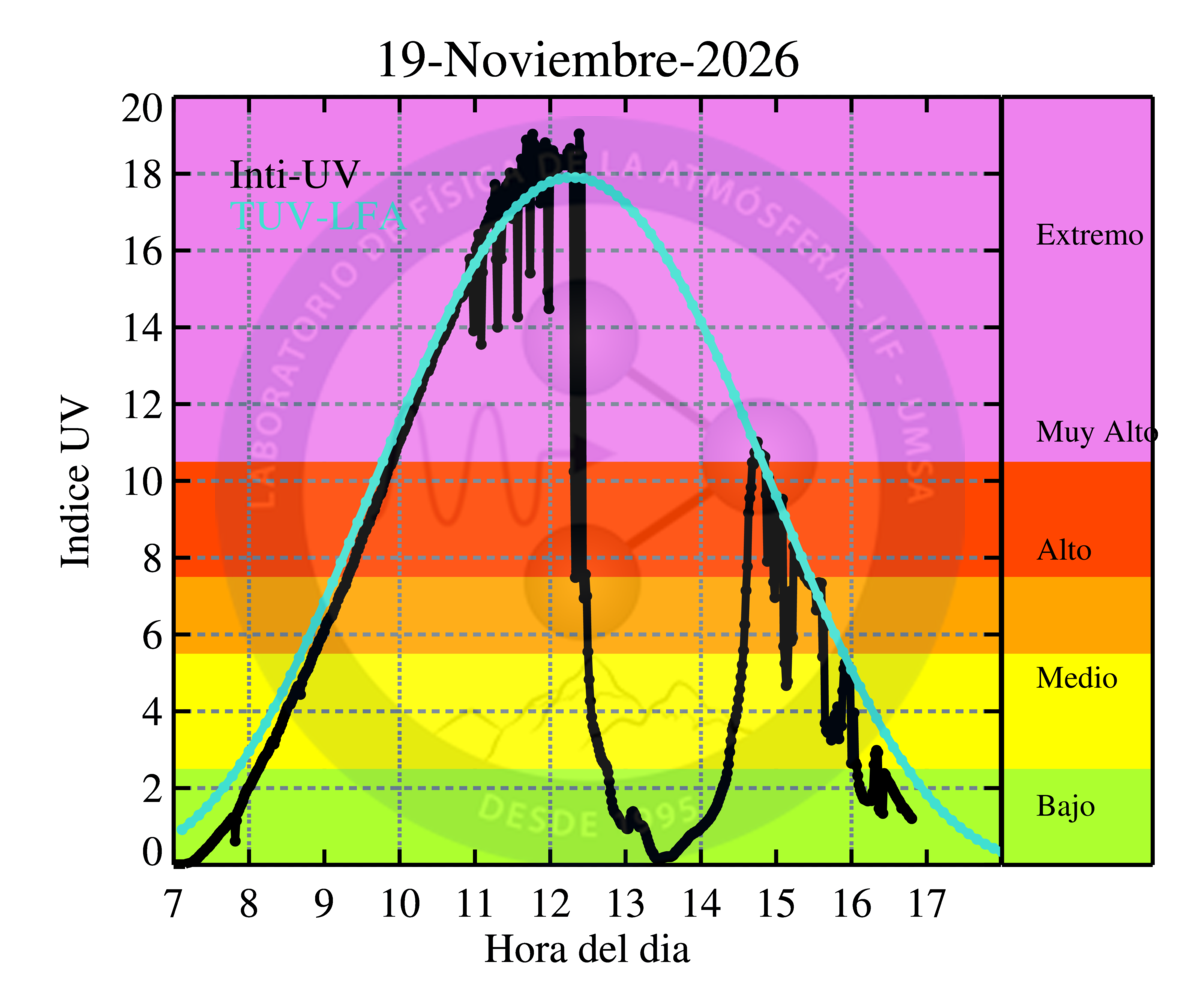 19-Noviembre-2026
Indice UV
20
18
16
14
12
10
8
6
4
2
0
Inti-UV
TUV-LFA
LABORATORIO DE FÍSICA DE LA ATMÓSFERA - IIF - UMSA
DESDE 1995
Extremo
Muy Alto
Alto
Medio
Bajo
7 8 9 10 11 12 13 14 15 16 17
Hora del dia